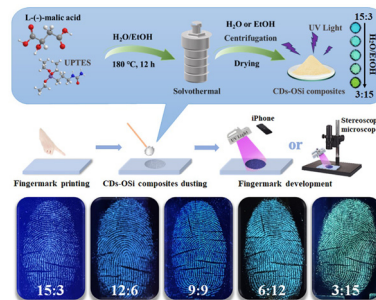 L-(-)-malic acid
UPTES
H₂O/EtOH
180 °C, 12 h
Solvothermal
H₂O or EtOH
Centrifugation
Drying
UV Light
CDs-OSi composites
15:3
H₂O:EtOH
3:15
iPhone
or
Stereoscopic
microscope
Fingermark printing
CDs-OSi composites dusting
Fingermark development
15:3
12:6
9:9
6:12
3:15